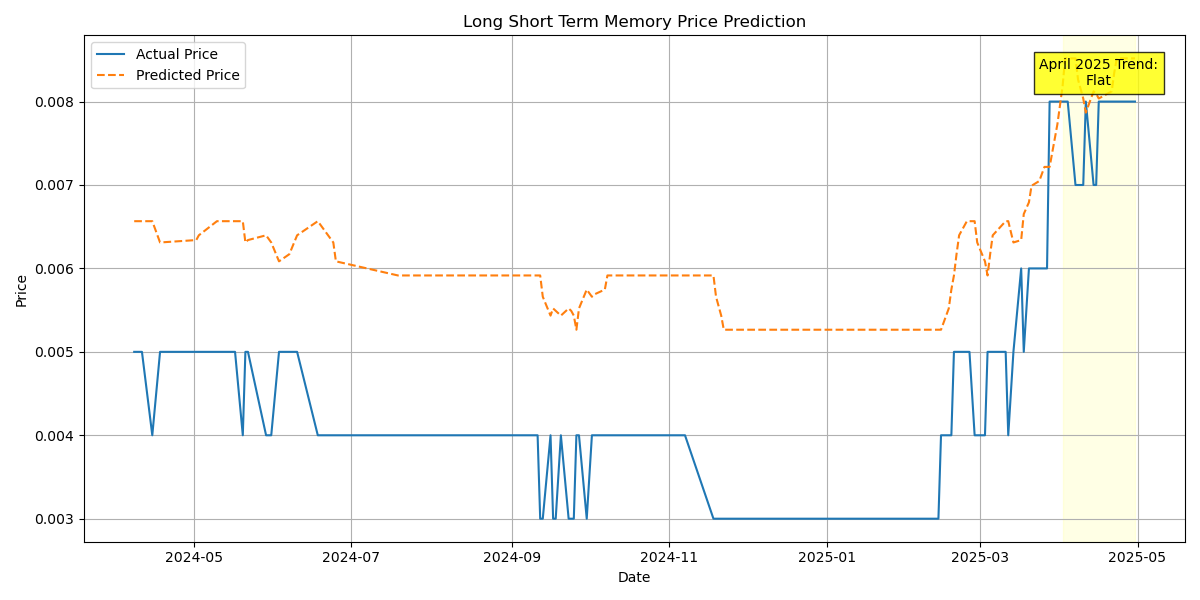 Long Short Term Memory Price Prediction
Actual Price
Predicted Price
April 2025 Trend:
Flat
Price
0.008
0.007
0.006
0.005
0.004
0.003
2024-05
2024-07
2024-09
2024-11
2025-01
2025-03
2025-05
Date